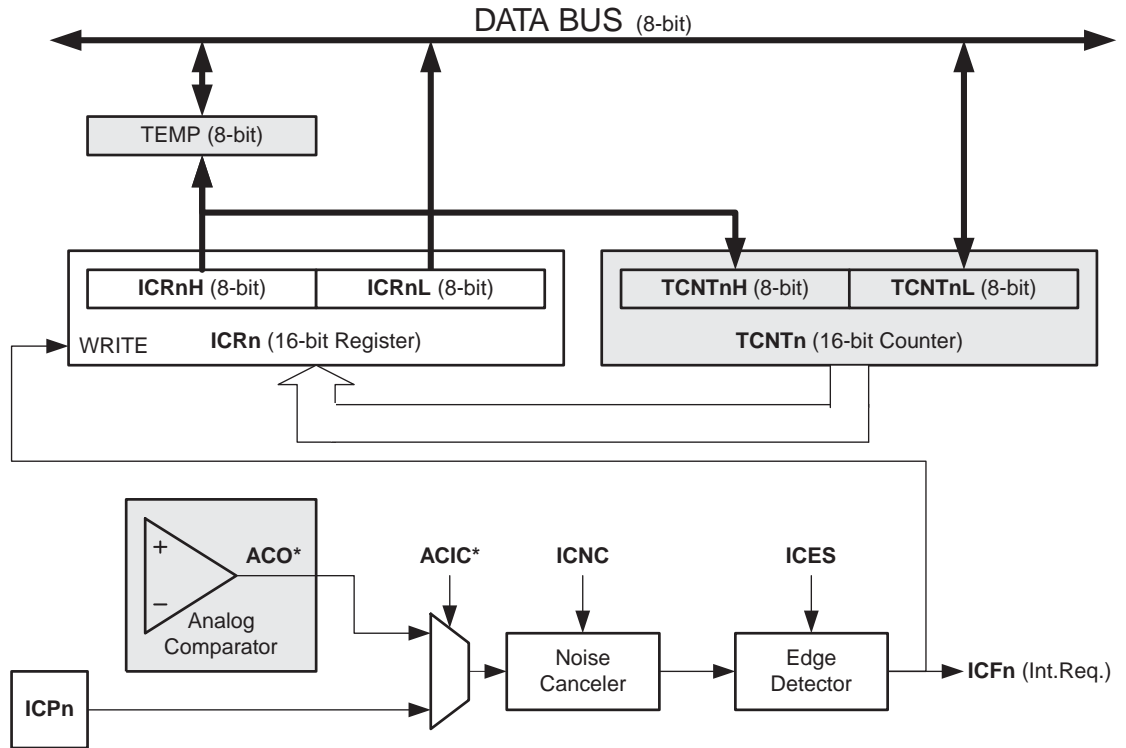 DATA BUS (8-bit)
TEMP (8-bit)
ICRnH (8-bit) ICRnL (8-bit)
TCNTnH (8-bit) TCNTnL (8-bit)
WRITE ICRn (16-bit Register)
TCNTn (16-bit Counter)
+
−
ACO*
Analog
Comparator
ACIC*
ICNC
ICES
Noise
Canceler
Edge
Detector
ICFn (Int.Req.)
ICPn